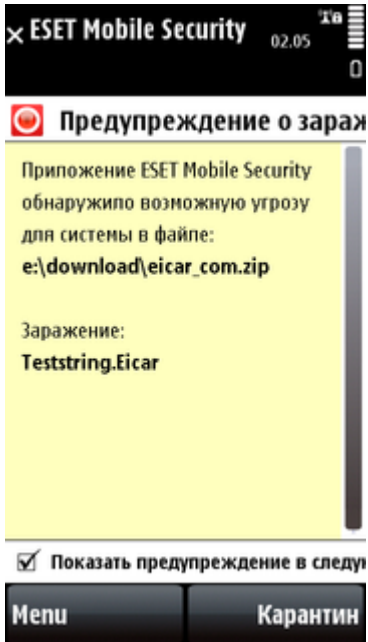 ESET Mobile Security
02.05
Предупреждение о зараж
Приложение ESET Mobile Security
обнаружило возможную угрозу
для системы в файле:
e:\download\eicar_com.zip
Заражение:
Teststring.Eicar
Показать предупреждение в следу
Menu
Карантин